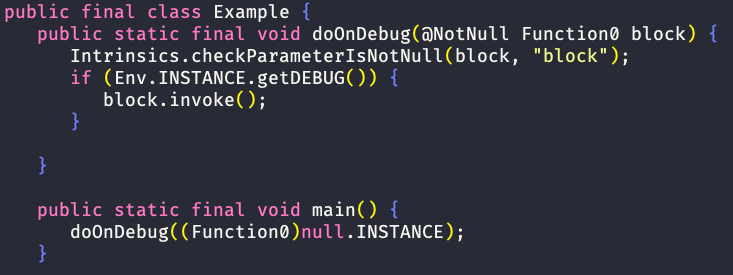 public final class Example {
public static final void doOnDebug(@NotNull Function0 block) {
Intrinsics.checkParameterIsNotNull(block, "block");
if (Env.INSTANCE.getDEBUG()) {
block.invoke();
}
}
public static final void main() {
doOnDebug((Function0)null.INSTANCE);
}